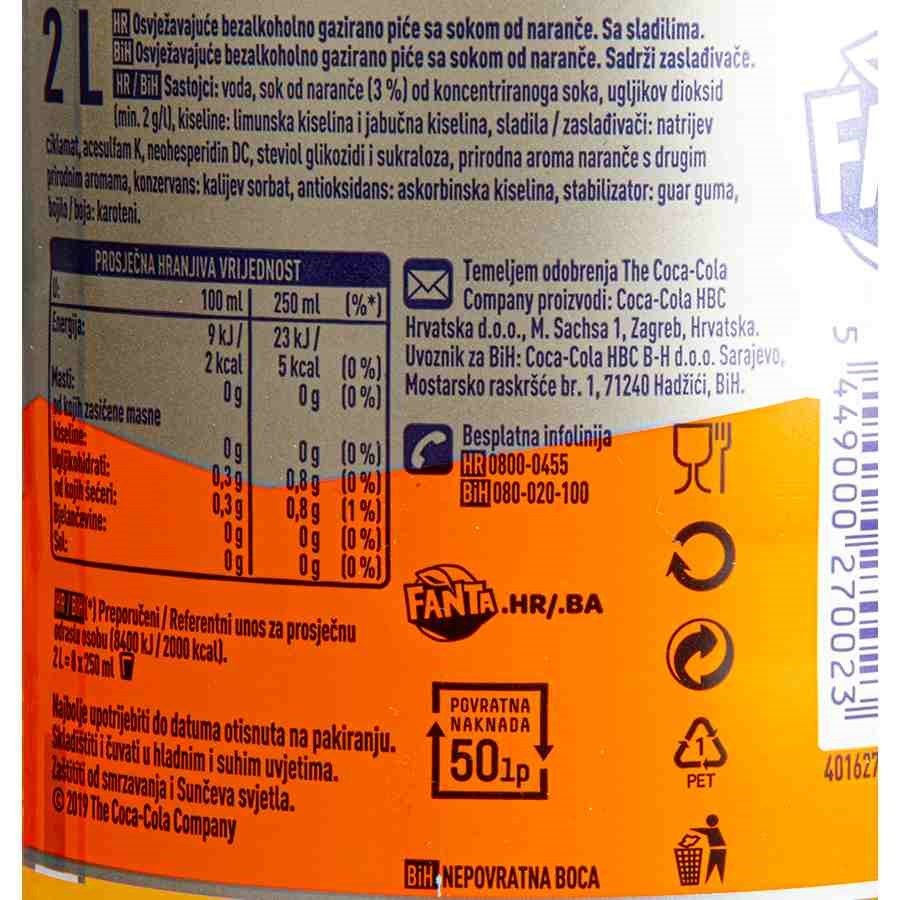 2 L
HR Osvježavajuće bezalkoholno gazirano piće sa sokom od naranče. Sa sladilima.
BiH Osvježavajuće bezalkoholno gazirano piće sa sokom od naranče. Sadrži zaslađivače.
HR / BiH Sastojci: voda, sok od naranče (3 %) od koncentriranoga soka, ugljikov dioksid
(min. 2 g/l), kiseline: limunska kiselina i jabučna kiselina, sladila / zaslađivači: natrijev
ciklamat, acesulfam K, neohesperidin DC, steviol glikozidi i sukraloza, prirodna aroma naranče s drugim
prirodnim aromama, konzervans: kalijev sorbat, antioksidans: askorbinska kiselina, stabilizator: guar guma,
bojilo / boja: karoteni.
PROSJEČNA HRANJIVA VRIJEDNOST
U: 100 ml 250 ml (%*)
Energija: 9 kJ / 23 kJ /
2 kcal 5 kcal (0 %)
Masti: 0 g 0 g (0 %)
od kojih zasićene masne
kiseline: 0 g 0 g (0 %)
Ugljikohidrati: 0,3 g 0,8 g (0 %)
od kojih šećeri: 0,3 g 0,8 g (1 %)
Bjelančevine: 0 g 0 g (0 %)
Sol: 0 g 0 g (0 %)
HR / BiH (*) Preporučeni / Referentni unos za prosječnu
odraslu osobu (8400 kJ / 2000 kcal).
2 L = 8 x 250 ml
Najbolje upotrijebiti do datuma otisnuta na pakiranju.
Skladištiti i čuvati u hladnim i suhim uvjetima.
Zaštititi od smrzavanja i Sunčeva svjetla.
© 2019 The Coca-Cola Company
Temeljem odobrenja The Coca-Cola
Company proizvodi: Coca-Cola HBC
Hrvatska d.o.o., M. Sachsa 1, Zagreb, Hrvatska.
Uvoznik za BiH: Coca-Cola HBC B-H d.o.o. Sarajevo,
Mostarsko raskršće br. 1, 71240 Hadžići, BiH.
Besplatna infolinija
HR 0800-0455
BiH 080-020-100
FANTA .HR/.BA
POVRATNA
NAKNADA
50lp
BiH NEPOVRATNA BOCA
1
PET
5 449000 270023
401627